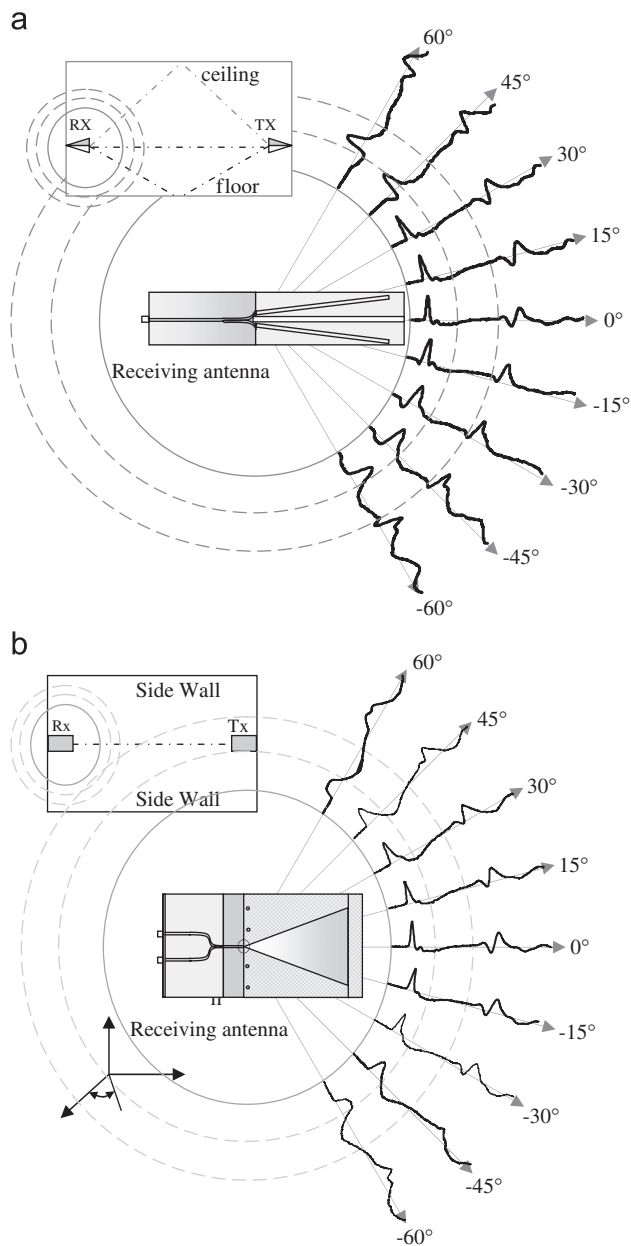 a
60°
ceiling
45°
RX
TX
30°
floor
15°
0°
Receiving antenna
-15°
-30°
-45°
-60°
b
60°
Side Wall
45°
Rx
Tx
30°
Side Wall
15°
0°
Receiving antenna
-15°
-30°
-45°
-60°